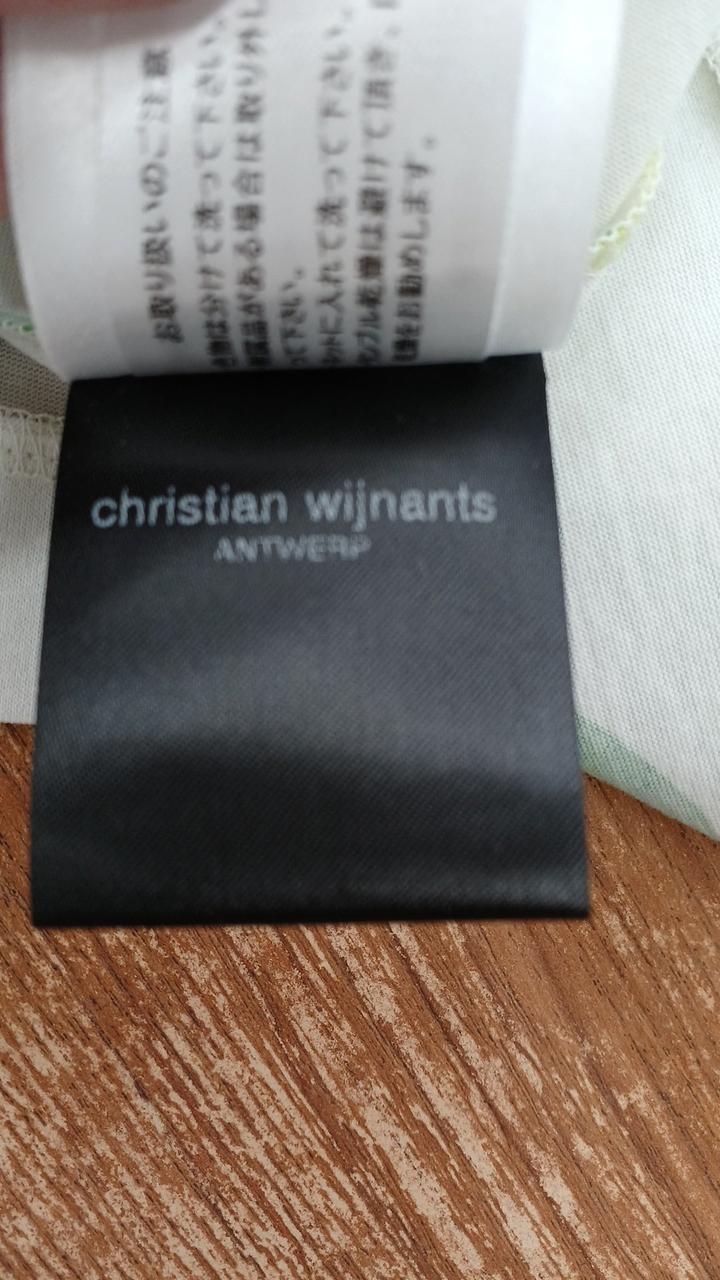 お取り扱いのご注意
物は分けて洗って下さい。
属品がある場合は取り外し
って下さい。
ットに入れて洗って下さい。
ンブル乾燥は避けて頂き、
をお勧めします。
christian wijnants
ANTWERP